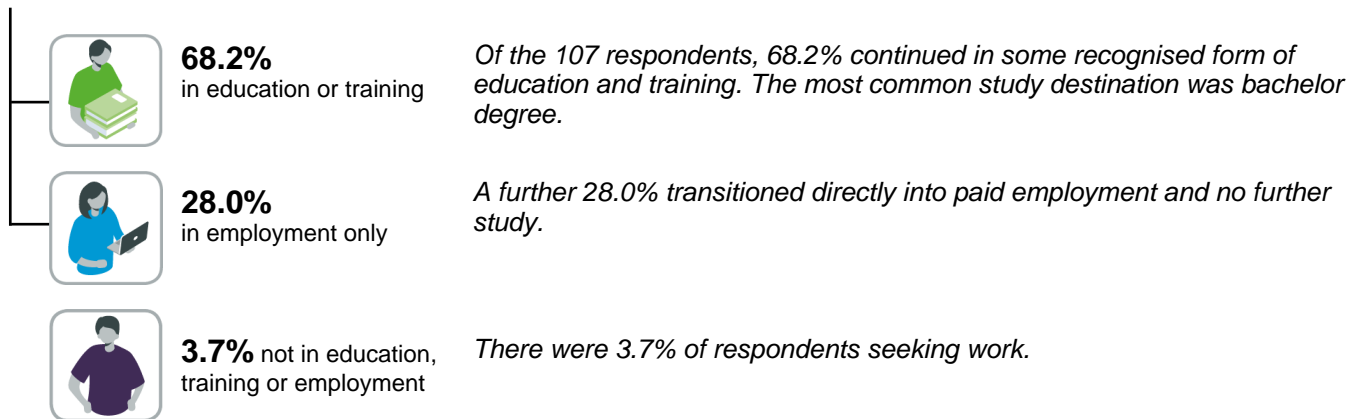 68.2%
in education or training
Of the 107 respondents, 68.2% continued in some recognised form of
education and training. The most common study destination was bachelor
degree.
28.0%
in employment only
A further 28.0% transitioned directly into paid employment and no further
study.
3.7% not in education,
training or employment
There were 3.7% of respondents seeking work.